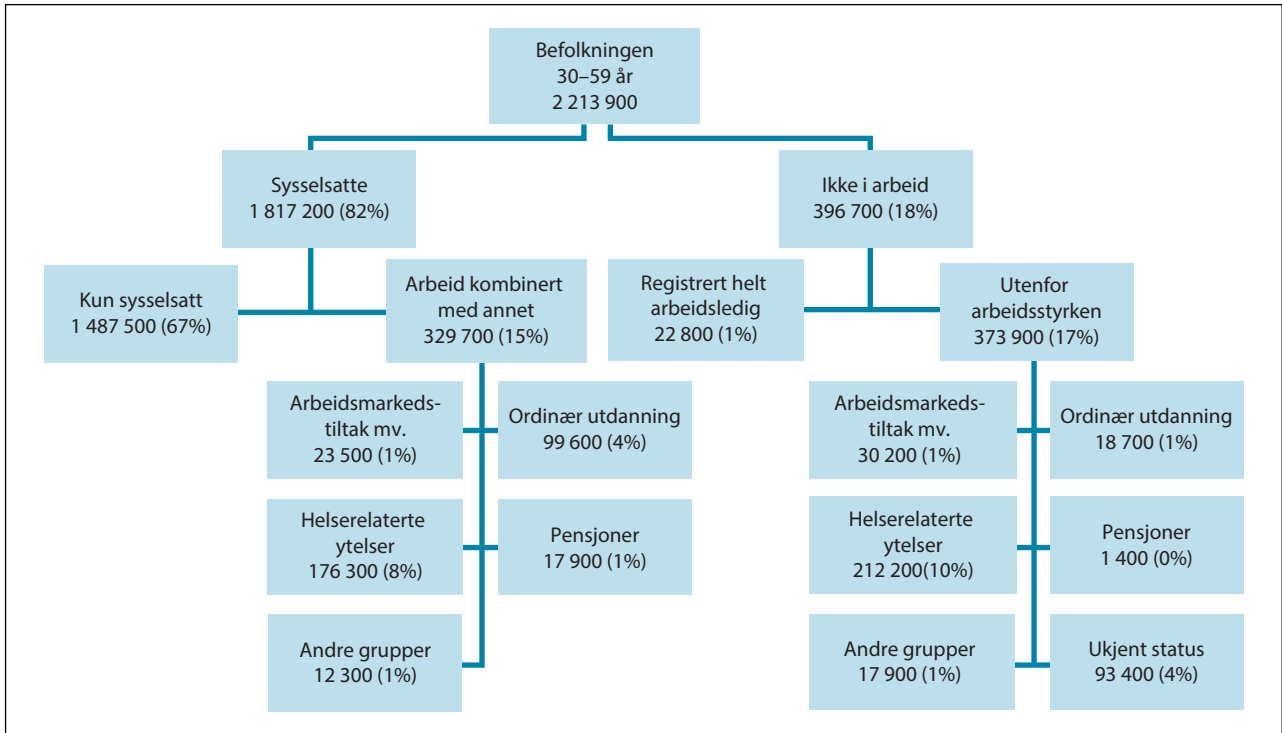 Befolkningen
30–59 år
2 213 900
Sysselsatte
1 817 200 (82%)
Ikke i arbeid
396 700 (18%)
Kun sysselsatt
1 487 500 (67%)
Arbeid kombinert
med annet
329 700 (15%)
Registrert helt
arbeidsledig
22 800 (1%)
Utenfor
arbeidsstyrken
373 900 (17%)
Arbeidsmarkeds-
tiltak mv.
23 500 (1%)
Ordinær utdanning
99 600 (4%)
Helserelaterte
ytelser
176 300 (8%)
Pensjoner
17 900 (1%)
Andre grupper
12 300 (1%)
Arbeidsmarkeds-
tiltak mv.
30 200 (1%)
Ordinær utdanning
18 700 (1%)
Helserelaterte
ytelser
212 200(10%)
Pensjoner
1 400 (0%)
Andre grupper
17 900 (1%)
Ukjent status
93 400 (4%)